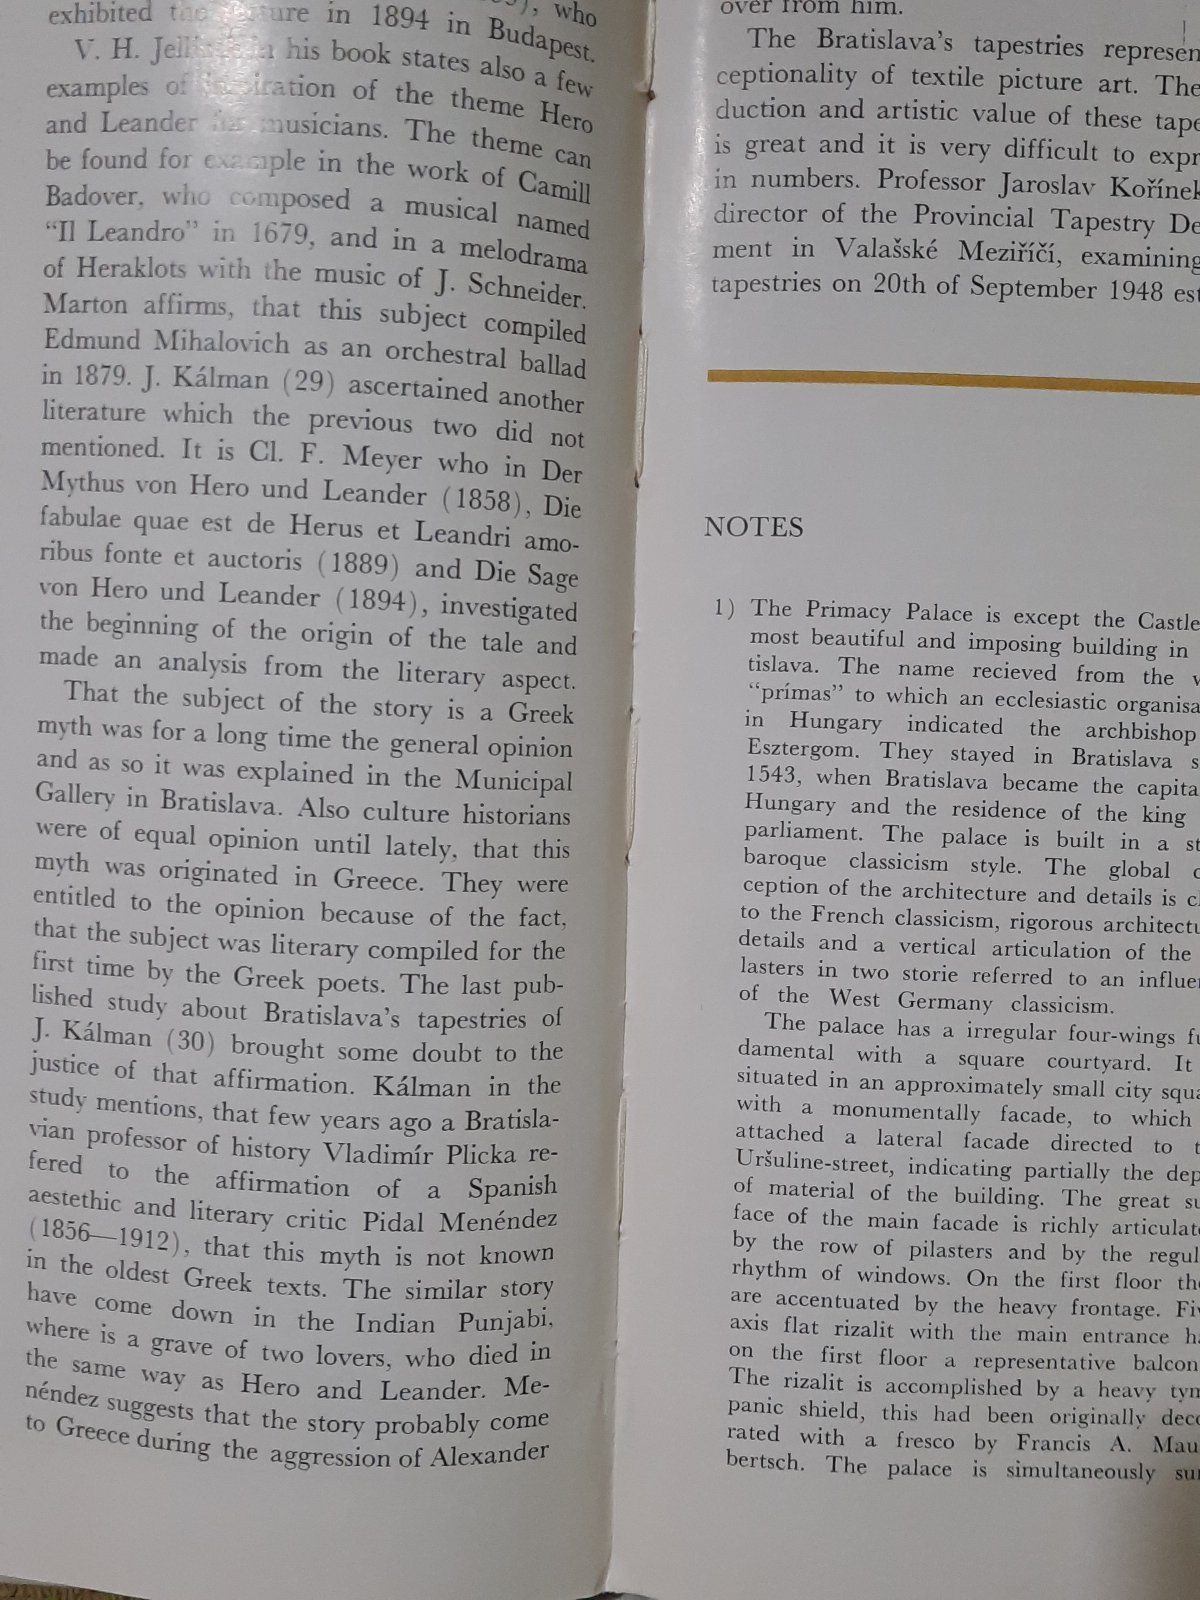 who
exhibited the in 1894 in Budapest.
V. H. in his book states also a few
examples of of the theme Hero
and Leander for musicians. The theme can
be found for example in the work of Camill
Badover, who composed a musical named
“Il Leandro” in 1679, and in a melodrama
of Heraklots with the music of J. Schneider.
Marton affirms, that this subject compiled
Edmund Mihalovich as an orchestral ballad
in 1879. J. Kálman (29) ascertained another
literature which the previous two did not
mentioned. It is Cl. F. Meyer who in Der
Mythus von Hero und Leander (1858), Die
fabulae quae est de Herus et Leandri amo-
ribus fonte et auctoris (1889) and Die Sage
von Hero und Leander (1894), investigated
the beginning of the origin of the tale and
made an analysis from the literary aspect.
That the subject of the story is a Greek
myth was for a long time the general opinion
and as so it was explained in the Municipal
Gallery in Bratislava. Also culture historians
were of equal opinion until lately, that this
myth was originated in Greece. They were
entitled to the opinion because of the fact,
that the subject was literary compiled for the
first time by the Greek poets. The last pub-
lished study about Bratislava’s tapestries of
J. Kálman (30) brought some doubt to the
justice of that affirmation. Kálman in the
study mentions, that few years ago a Bratisla-
vian professor of history Vladimír Plicka re-
fered to the affirmation of a Spanish
aestethic and literary critic Pidal Menéndez
(1856—1912), that this myth is not known
in the oldest Greek texts. The similar story
have come down in the Indian Punjabi,
where is a grave of two lovers, who died in
the same way as Hero and Leander. Me-
néndez suggests that the story probably come
to Greece during the aggression of Alexander
over from him.
The Bratislava’s tapestries represen
ceptionality of textile picture art. The
duction and artistic value of these tape
is great and it is very difficult to expr
in numbers. Professor Jaroslav Kořínek
director of the Provincial Tapestry De
ment in Valašské Meziříčí, examining
tapestries on 20th of September 1948 est
NOTES
1) The Primacy Palace is except the Castle
most beautiful and imposing building in
tislava. The name recieved from the w
“prímas” to which an ecclesiastic organisa
in Hungary indicated the archbishop
Esztergom. They stayed in Bratislava s
1543, when Bratislava became the capita
Hungary and the residence of the king
parliament. The palace is built in a st
baroque classicism style. The global c
ception of the architecture and details is cl
to the French classicism, rigorous architectu
details and a vertical articulation of the
lasters in two storie referred to an influe
of the West Germany classicism.
The palace has a irregular four-wings fu
damental with a square courtyard. It
situated in an approximately small city squa
with a monumentally facade, to which
attached a lateral facade directed to t
Uršuline-street, indicating partially the dep
of material of the building. The great su
face of the main facade is richly articulat
by the row of pilasters and by the regul
rhythm of windows. On the first floor the
are accentuated by the heavy frontage. Fiv
axis flat rizalit with the main entrance ha
on the first floor a representative balcon
The rizalit is accomplished by a heavy tym
panic shield, this had been originally deco
rated with a fresco by Francis A. Maul
bertsch. The palace is simultaneously sur